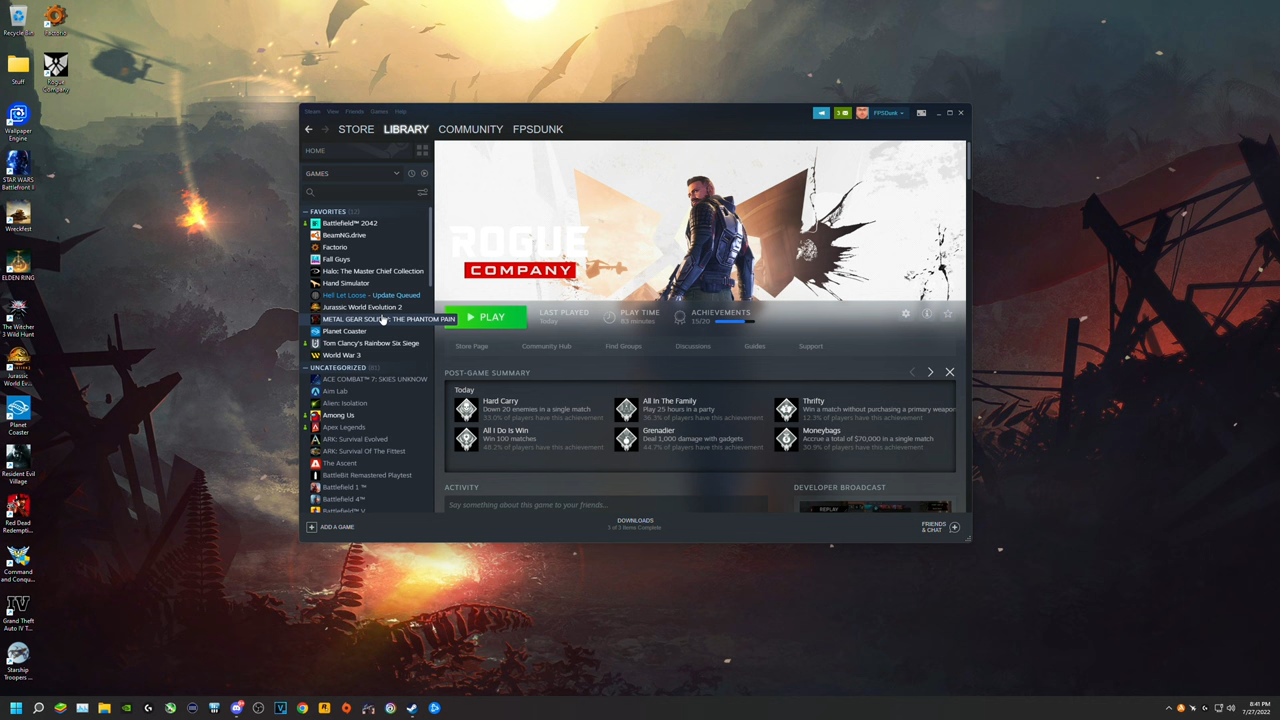 Recycle Bin
Factorio
Stuff
Rogue
Company
Wallpaper
Engine
STAR WARS
Battlefront II
Wreckfest
ELDEN RING
The Witcher
3 Wild Hunt
Jurassic
World Ev...
Planet
Coaster
Resident Evil
Village
Red Dead
Redempti...
Command
and Conqu...
Grand Theft
Auto IV T...
Starship
Troopers ...
Steam View Friends Games Help
3
FPSDunk
STORE LIBRARY COMMUNITY FPSDUNK
HOME
GAMES
FAVORITES (12)
Battlefield™ 2042
BeamNG.drive
Factorio
Fall Guys
Halo: The Master Chief Collection
Hand Simulator
Hell Let Loose - Update Queued
Jurassic World Evolution 2
METAL GEAR SOLID THE PHANTOM PAIN
Planet Coaster
Tom Clancy's Rainbow Six Siege
World War 3
UNCATEGORIZED (81)
ACE COMBAT™ 7: SKIES UNKNOW
Aim Lab
Alien: Isolation
Among Us
Apex Legends
ARK: Survival Evolved
ARK: Survival Of The Fittest
The Ascent
BattleBit Remastered Playtest
Battlefield 1 ™
Battlefield 4™
Battlefield™ V
ADD A GAME
ROGUE
COMPANY
PLAY
LAST PLAYED
Today
PLAY TIME
83 minutes
ACHIEVEMENTS
15/20
Store Page Community Hub Find Groups Discussions Guides Support
POST-GAME SUMMARY
Today
Hard Carry
Down 20 enemies in a single match
33.0% of players have this achievement
All In The Family
Play 25 hours in a party
36.3% of players have this achievement
Thrifty
Win a match without purchasing a primary weapon
12.3% of players have this achievement
All I Do Is Win
Win 100 matches
48.2% of players have this achievement
Grenadier
Deal 1,000 damage with gadgets
44.7% of players have this achievement
Moneybags
Accrue a total of $70,000 in a single match
30.9% of players have this achievement
ACTIVITY
Say something about this game to your friends...
DEVELOPER BROADCAST
REPLAY
DOWNLOADS
3 of 3 Items Complete
FRIENDS
& CHAT
8:41 PM
7/27/2022